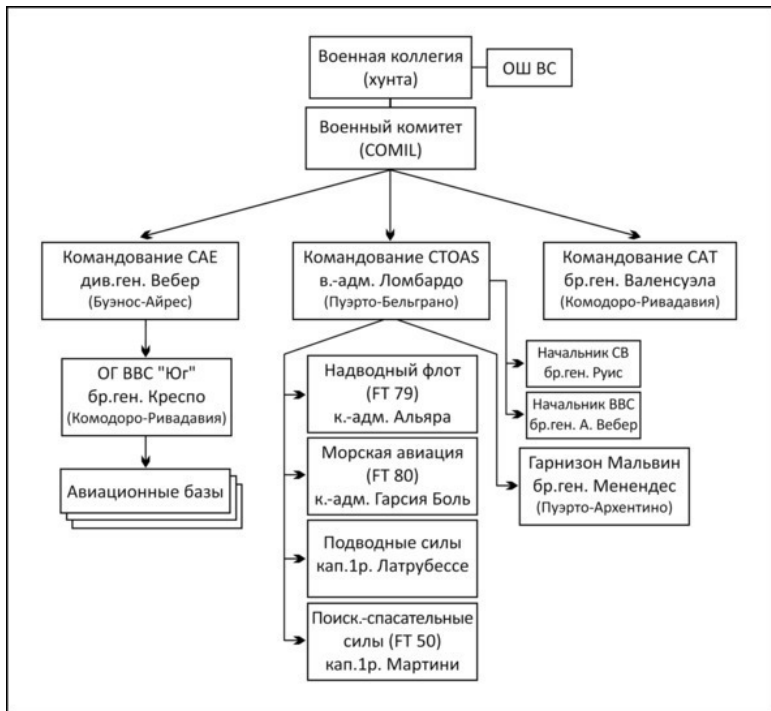 Военная коллегия
(хунта)
ОШ ВС
Военный комитет
(COMIL)
Командование CAE
див.ген. Вебер
(Буэнос-Айрес)
Командование CTOAS
в.-адм. Ломбардо
(Пуэрто-Бельграно)
Командование CAT
бр.ген. Валенсуэла
(Комодоро-Ривадавия)
ОГ ВВС "Юг"
бр.ген. Креспо
(Комодоро-Ривадавия)
Авиационные базы
Надводный флот
(FT 79)
к.-адм. Альяра
Морская авиация
(FT 80)
к.-адм. Гарсия Боль
Подводные силы
кап.1р. Латрубессе
Поиск.-спасательные
силы (FT 50)
кап.1р. Мартини
Начальник СВ
бр.ген. Руис
Начальник ВВС
бр.ген. А. Вебер
Гарнизон Мальвин
бр.ген. Менендес
(Пуэрто-Архентино)